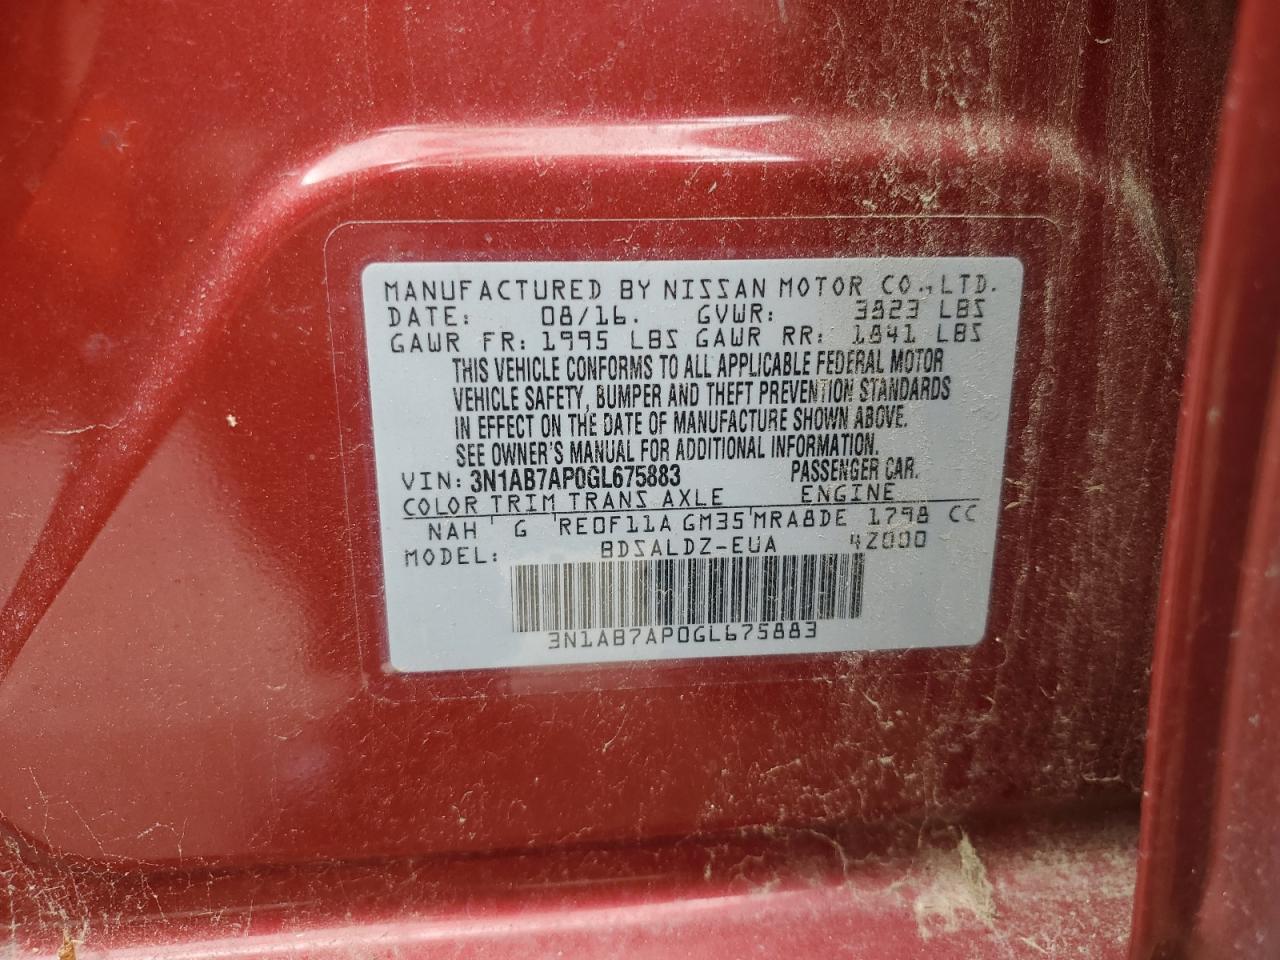 MANUFACTURED BY NISSAN MOTOR CO.,LTD.
DATE: 08/16. GVWR: 3823 LBS
GAWR FR: 1995 LBS GAWR RR: 1841 LBS
THIS VEHICLE CONFORMS TO ALL APPLICABLE FEDERAL MOTOR
VEHICLE SAFETY, BUMPER AND THEFT PREVENTION STANDARDS
IN EFFECT ON THE DATE OF MANUFACTURE SHOWN ABOVE.
SEE OWNER'S MANUAL FOR ADDITIONAL INFORMATION.
VIN: 3N1AB7AP0GL675883 PASSENGER CAR.
COLOR TRIM TRANS AXLE ENGINE
NAH G RE0F11A GM35 MRA8DE 1798 CC
MODEL: BDSALDZ-EUA 4Z000
3N1AB7AP0GL675883